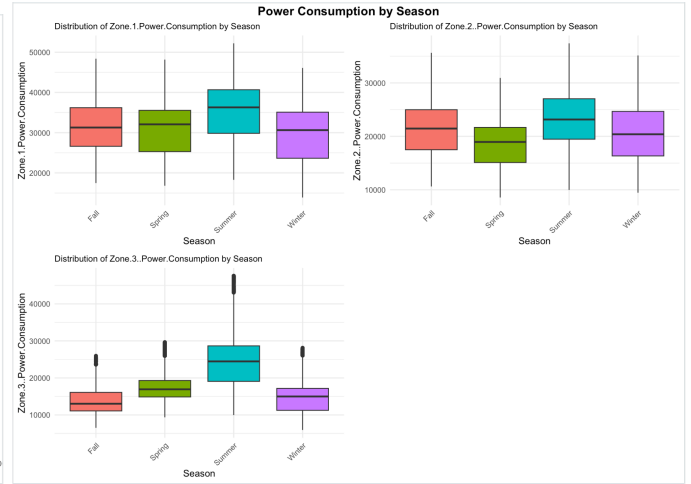 Power Consumption by Season
Distribution of Zone.1.Power.Consumption by Season
Zone.1.Power.Consumption
50000
40000
30000
20000
Fall
Spring
Summer
Winter
Season
Distribution of Zone.2..Power.Consumption by Season
Zone.2..Power.Consumption
30000
20000
10000
Fall
Spring
Summer
Winter
Season
Distribution of Zone.3..Power.Consumption by Season
Zone.3..Power.Consumption
40000
30000
20000
10000
Fall
Spring
Summer
Winter
Season